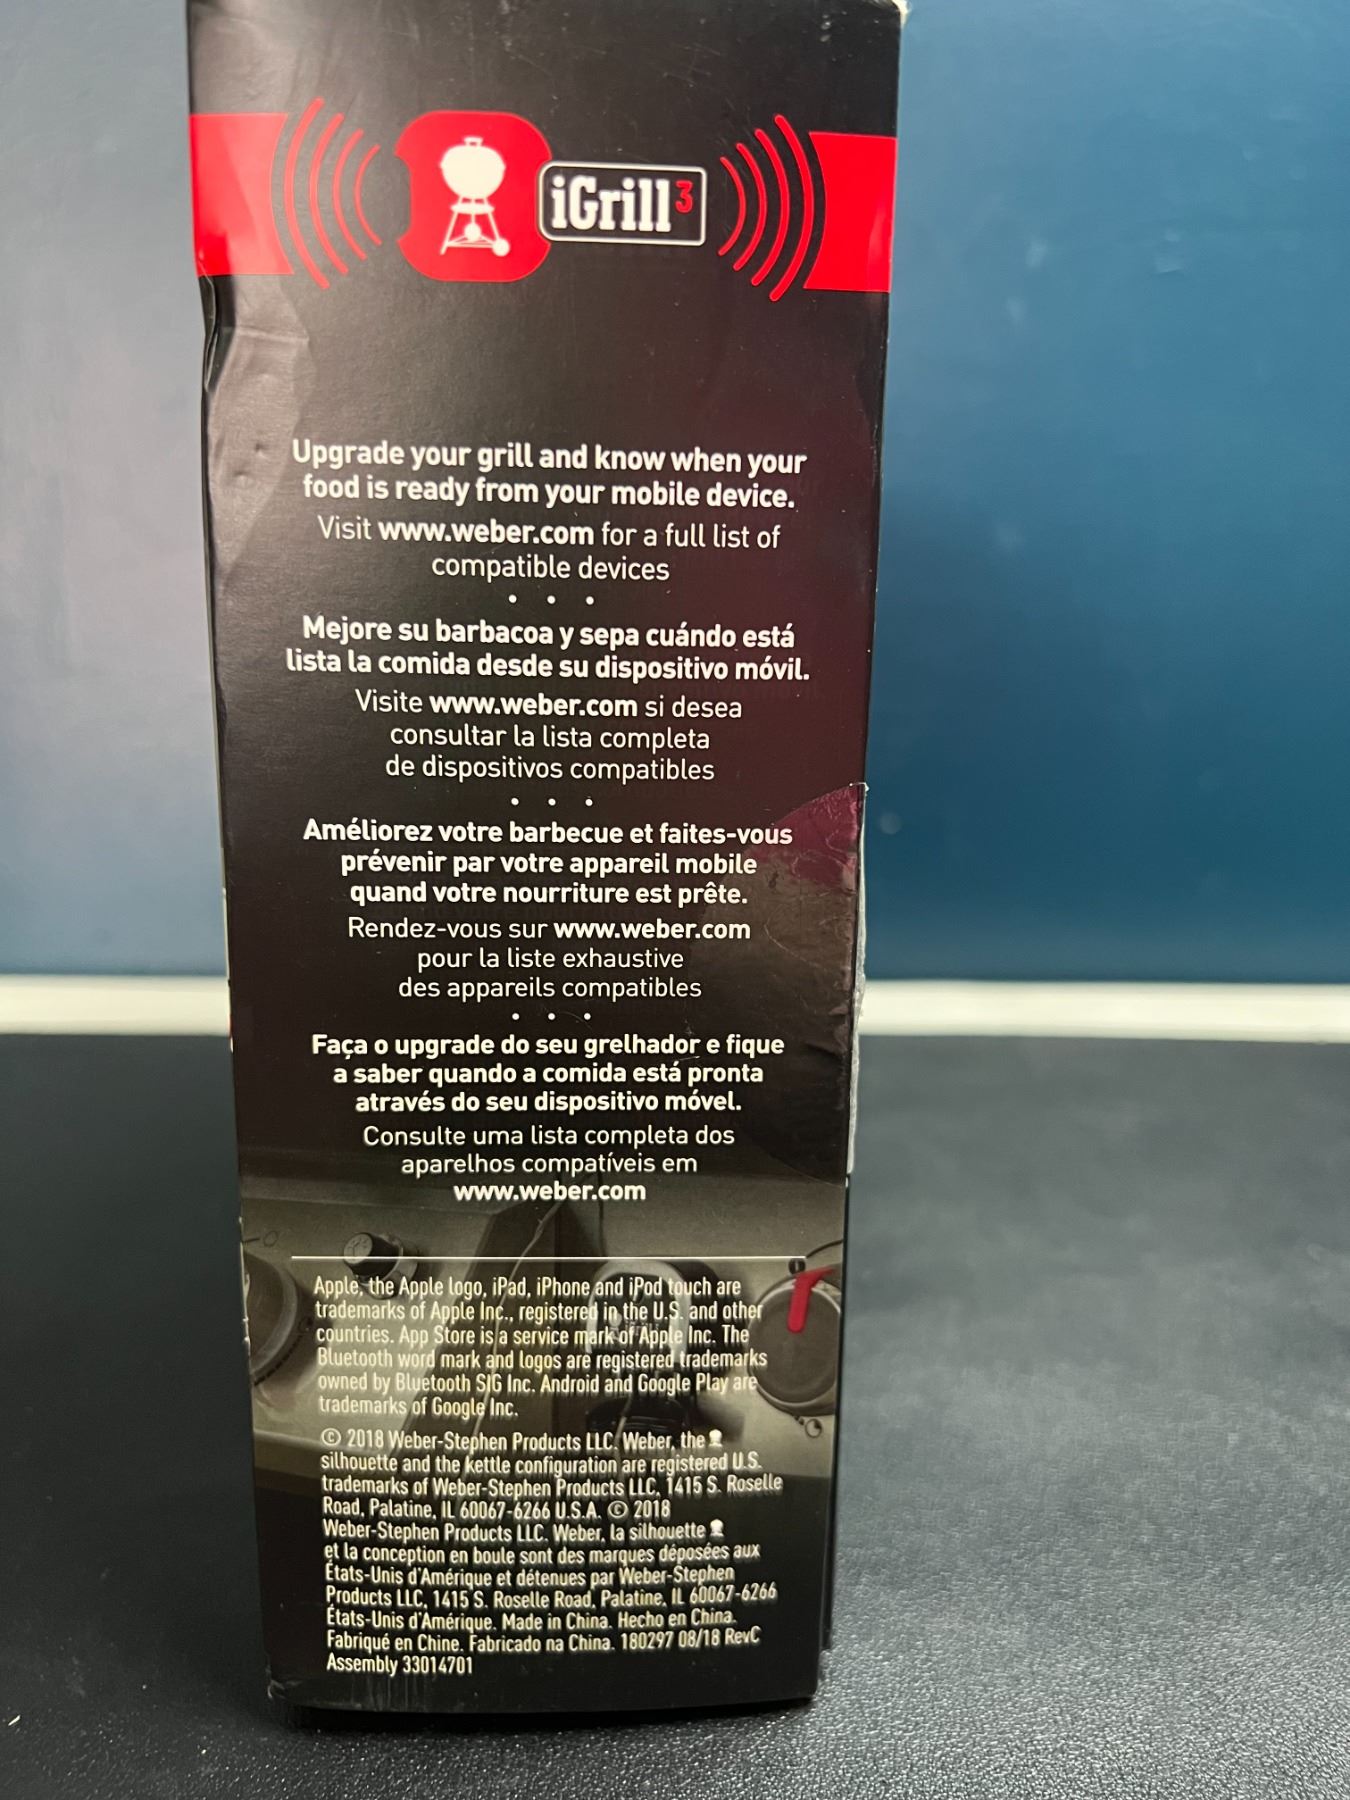 iGrill³
Upgrade your grill and know when your
food is ready from your mobile device.
Visit www.weber.com for a full list of
compatible devices
• • •
Mejore su barbacoa y sepa cuándo está
lista la comida desde su dispositivo móvil.
Visite www.weber.com si desea
consultar la lista completa
de dispositivos compatibles
• • •
Améliorez votre barbecue et faites-vous
prévenir par votre appareil mobile
quand votre nourriture est prête.
Rendez-vous sur www.weber.com
pour la liste exhaustive
des appareils compatibles
• • •
Faça o upgrade do seu grelhador e fique
a saber quando a comida está pronta
através do seu dispositivo móvel.
Consulte uma lista completa dos
aparelhos compatíveis em
www.weber.com
Apple, the Apple logo, iPad, iPhone and iPod touch are
trademarks of Apple Inc., registered in the U.S. and other
countries. App Store is a service mark of Apple Inc. The
Bluetooth word mark and logos are registered trademarks
owned by Bluetooth SIG Inc. Android and Google Play are
trademarks of Google Inc.
© 2018 Weber-Stephen Products LLC. Weber, the
silhouette and the kettle configuration are registered U.S.
trademarks of Weber-Stephen Products LLC, 1415 S. Roselle
Road, Palatine, IL 60067-6266 U.S.A. © 2018
Weber-Stephen Products LLC. Weber, la silhouette
et la conception en boule sont des marques déposées aux
États-Unis d'Amérique et détenues par Weber-Stephen
Products LLC, 1415 S. Roselle Road, Palatine, IL 60067-6266
États-Unis d'Amérique. Made in China. Hecho en China.
Fabriqué en Chine. Fabricado na China. 180297 08/18 RevC
Assembly 33014701